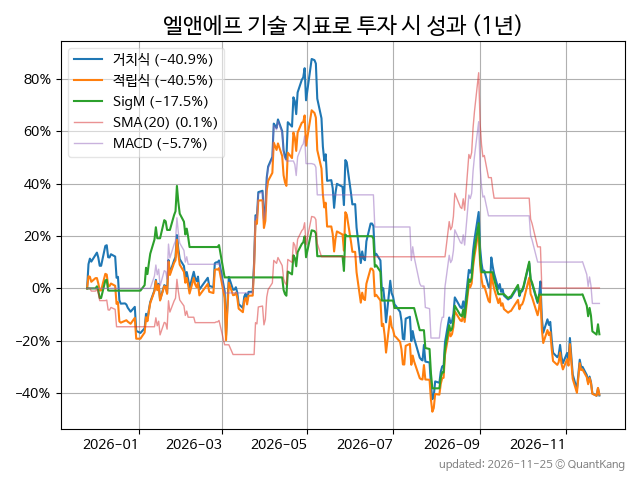 엘앤에프 기술 지표로 투자 시 성과 (1년)
거치식 (−40.9%)
적립식 (−40.5%)
SigM (−17.5%)
SMA(20) (0.1%)
MACD (−5.7%)
80%
60%
40%
20%
0%
−20%
−40%
2026-01 2026-03 2026-05 2026-07 2026-09 2026-11
updated: 2026-11-25 ⓒ QuantKang